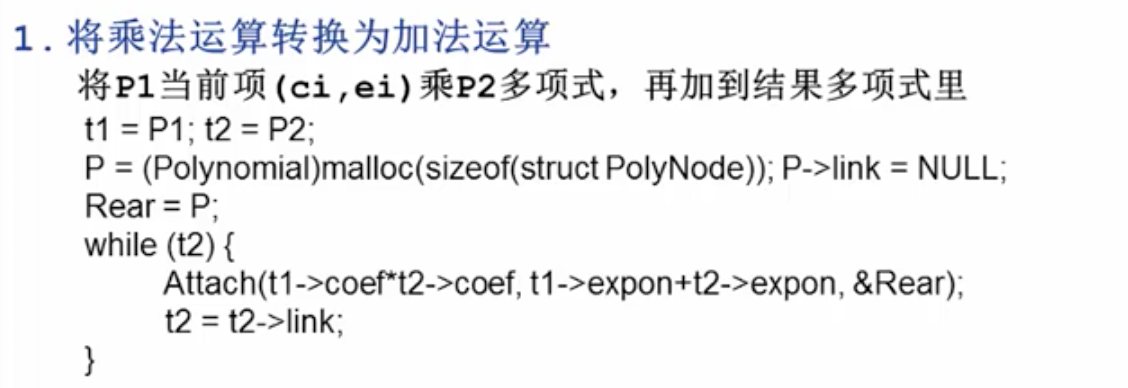 1. 将乘法运算转换为加法运算
将P1当前项(ci,ei)乘P2多项式，再加到结果多项式里
t1 = P1; t2 = P2;
P = (Polynomial)malloc(sizeof(struct PolyNode)); P->link = NULL;
Rear = P;
while (t2) {
Attach(t1->coef*t2->coef, t1->expon+t2->expon, &Rear);
t2 = t2->link;
}